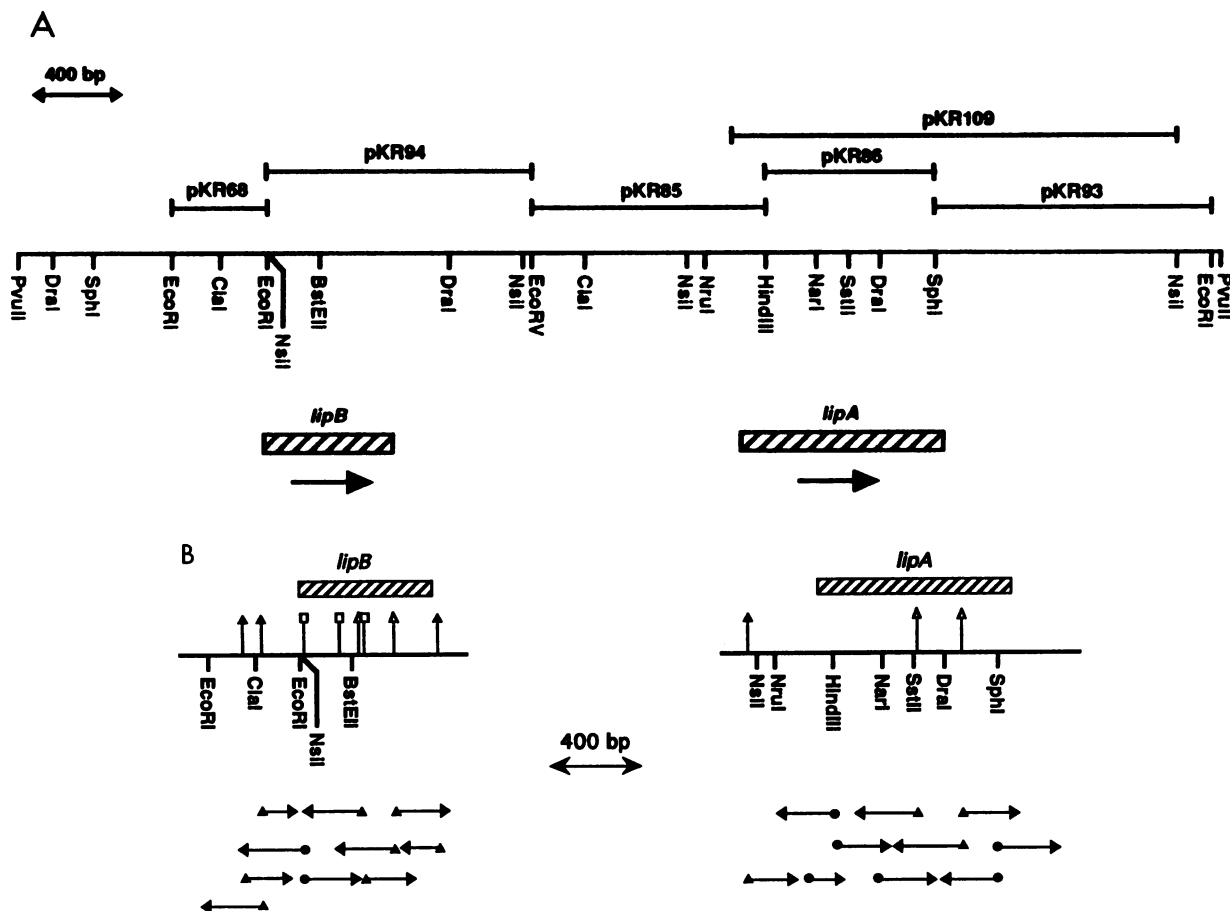 A
400 bp
pKR109
pKR94
pKR86
pKR68
pKR85
pKR93
PvuII
DraI
SphI
EcoRI
ClaI
EcoRI
NsiI
BstEII
DraI
NsiI
EcoRV
ClaI
NsiI
NruI
HindIII
NarI
SstII
DraI
SphI
NsiI
EcoRI
PvuII
lipB
lipA
B
lipB
lipA
EcoRI
ClaI
EcoRI
NsiI
BstEII
NsiI
NruI
HindIII
NarI
SstII
DraI
SphI
400 bp